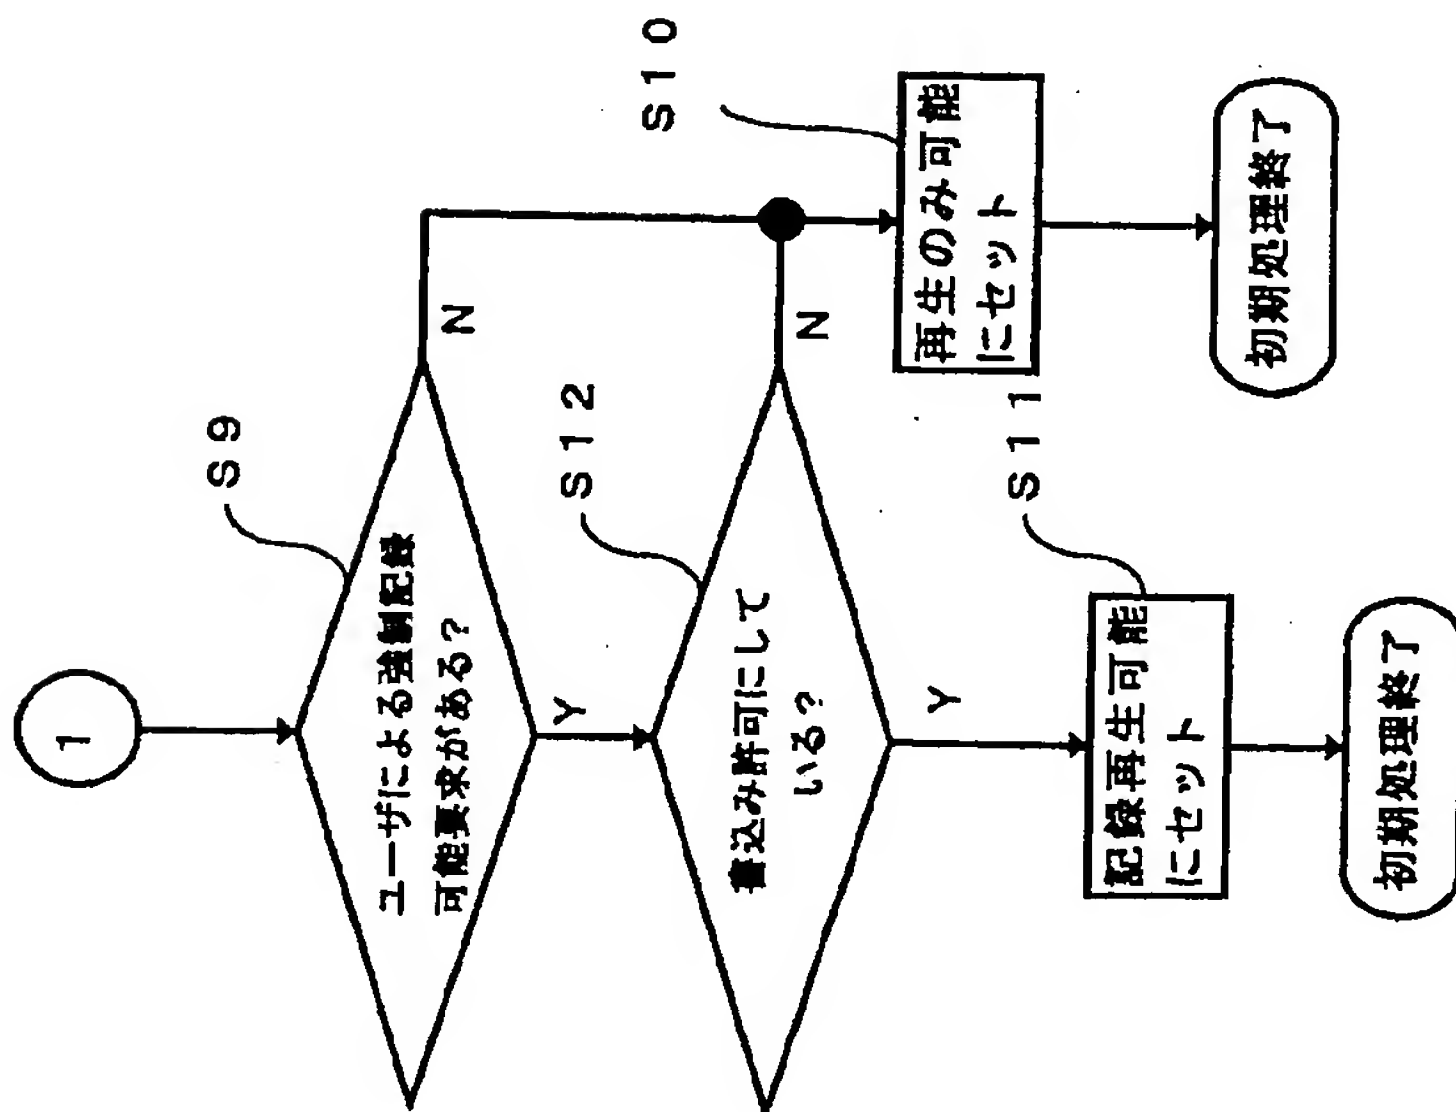 1
S9
ユーザによる強制記録
可能要求がある?
N
Y
S12
書込み許可にして
いる?
N
Y
S10
再生のみ可能
にセット
初期処理終了
S11
記録再生可能
にセット
初期処理終了